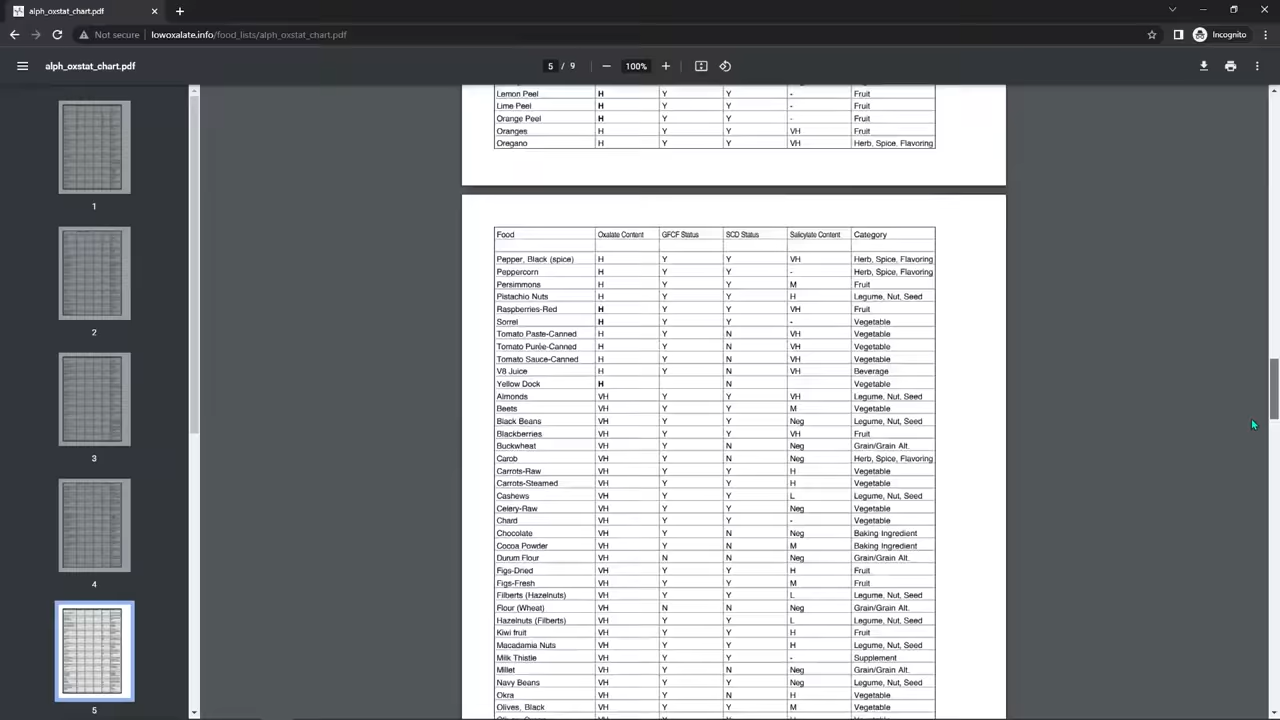 alph_oxstat_chart.pdf
Not secure lowoxalate.info/food_lists/alph_oxstat_chart.pdf Incognito
alph_oxstat_chart.pdf 5 / 9 100%
Lemon Peel H Y Y - Fruit
Lime Peel H Y Y - Fruit
Orange Peel H Y Y - Fruit
Oranges H Y Y VH Fruit
Oregano H Y Y VH Herb, Spice, Flavoring
Food Oxalate Content GFCF Status SCD Status Salicylate Content Category
Pepper, Black (spice) H Y Y VH Herb, Spice, Flavoring
Peppercorn H Y Y - Herb, Spice, Flavoring
Persimmons H Y Y M Fruit
Pistachio Nuts H Y Y H Legume, Nut, Seed
Raspberries-Red H Y Y VH Fruit
Sorrel H Y Y - Vegetable
Tomato Paste-Canned H Y N VH Vegetable
Tomato Purée-Canned H Y N VH Vegetable
Tomato Sauce-Canned H Y N VH Vegetable
V8 Juice H Y N VH Beverage
Yellow Dock H N Vegetable
Almonds VH Y Y VH Legume, Nut, Seed
Beets VH Y Y M Vegetable
Black Beans VH Y Y Neg Legume, Nut, Seed
Blackberries VH Y Y VH Fruit
Buckwheat VH Y N Neg Grain/Grain Alt.
Carob VH Y N Neg Herb, Spice, Flavoring
Carrots-Raw VH Y Y H Vegetable
Carrots-Steamed VH Y Y H Vegetable
Cashews VH Y Y L Legume, Nut, Seed
Celery-Raw VH Y Y Neg Vegetable
Chard VH Y Y - Vegetable
Chocolate VH Y N Neg Baking Ingredient
Cocoa Powder VH Y N M Baking Ingredient
Durum Flour VH N N Neg Grain/Grain Alt.
Figs-Dried VH Y Y H Fruit
Figs-Fresh VH Y Y M Fruit
Filberts (Hazelnuts) VH Y Y L Legume, Nut, Seed
Flour (Wheat) VH N N Neg Grain/Grain Alt.
Hazelnuts (Filberts) VH Y Y L Legume, Nut, Seed
Kiwi fruit VH Y Y H Fruit
Macadamia Nuts VH Y Y H Legume, Nut, Seed
Milk Thistle VH Y Y - Supplement
Millet VH Y N Neg Grain/Grain Alt.
Navy Beans VH Y Y Neg Legume, Nut, Seed
Okra VH Y N H Vegetable
Olives, Black VH Y Y M Vegetable
1
2
3
4
5